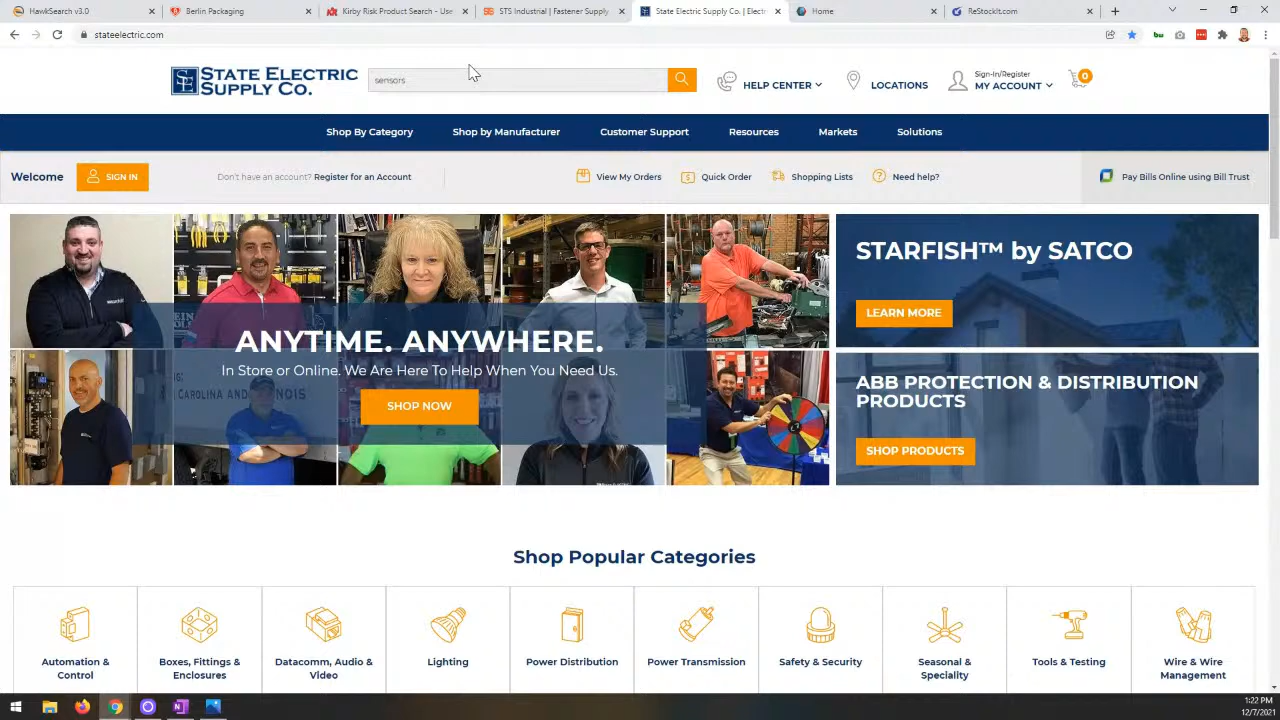 HawkSearch v3.0
Berlin Packaging
Kirby Risk Product Search - Use
STS Industrial | Fastener Supply
State Electric Supply Co. | Electr
Home
ReStockIt.com
stateelectric.com
STATE ELECTRIC
SUPPLY CO.
sensors
HELP CENTER
LOCATIONS
Sign-In/Register
MY ACCOUNT
0
Shop By Category
Shop by Manufacturer
Customer Support
Resources
Markets
Solutions
Welcome
SIGN IN
Don't have an account? Register for an Account
View My Orders
Quick Order
Shopping Lists
Need help?
Pay Bills Online using Bill Trust
ANYTIME. ANYWHERE.
In Store or Online. We Are Here To Help When You Need Us.
SHOP NOW
CAROLINA AND
NOIS
STARFISH™ by SATCO
LEARN MORE
ABB PROTECTION & DISTRIBUTION
PRODUCTS
SHOP PRODUCTS
Shop Popular Categories
Automation &
Control
Boxes, Fittings &
Enclosures
Datacomm, Audio &
Video
Lighting
Power Distribution
Power Transmission
Safety & Security
Seasonal &
Speciality
Tools & Testing
Wire & Wire
Management
1:22 PM
12/7/2021